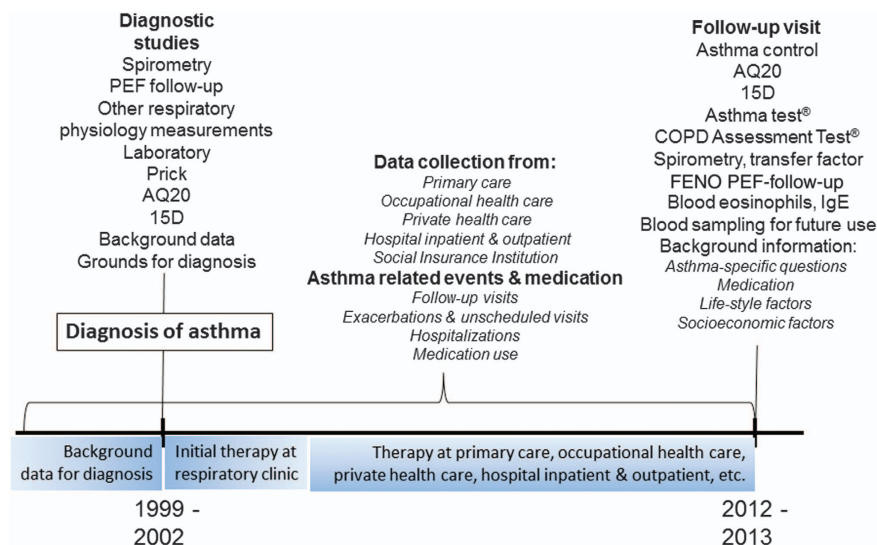 Diagnostic
studies
Spirometry
PEF follow-up
Other respiratory
physiology measurements
Laboratory
Prick
AQ20
15D
Background data
Grounds for diagnosis
Diagnosis of asthma
Data collection from:
Primary care
Occupational health care
Private health care
Hospital inpatient & outpatient
Social Insurance Institution
Asthma related events & medication
Follow-up visits
Exacerbations & unscheduled visits
Hospitalizations
Medication use
Follow-up visit
Asthma control
AQ20
15D
Asthma test®
COPD Assessment Test®
Spirometry, transfer factor
FENO PEF-follow-up
Blood eosinophils, IgE
Blood sampling for future use
Background information:
Asthma-specific questions
Medication
Life-style factors
Socioeconomic factors
Background
data for diagnosis
Initial therapy at
respiratory clinic
Therapy at primary care, occupational health care,
private health care, hospital inpatient & outpatient, etc.
1999 -
2002
2012 -
2013